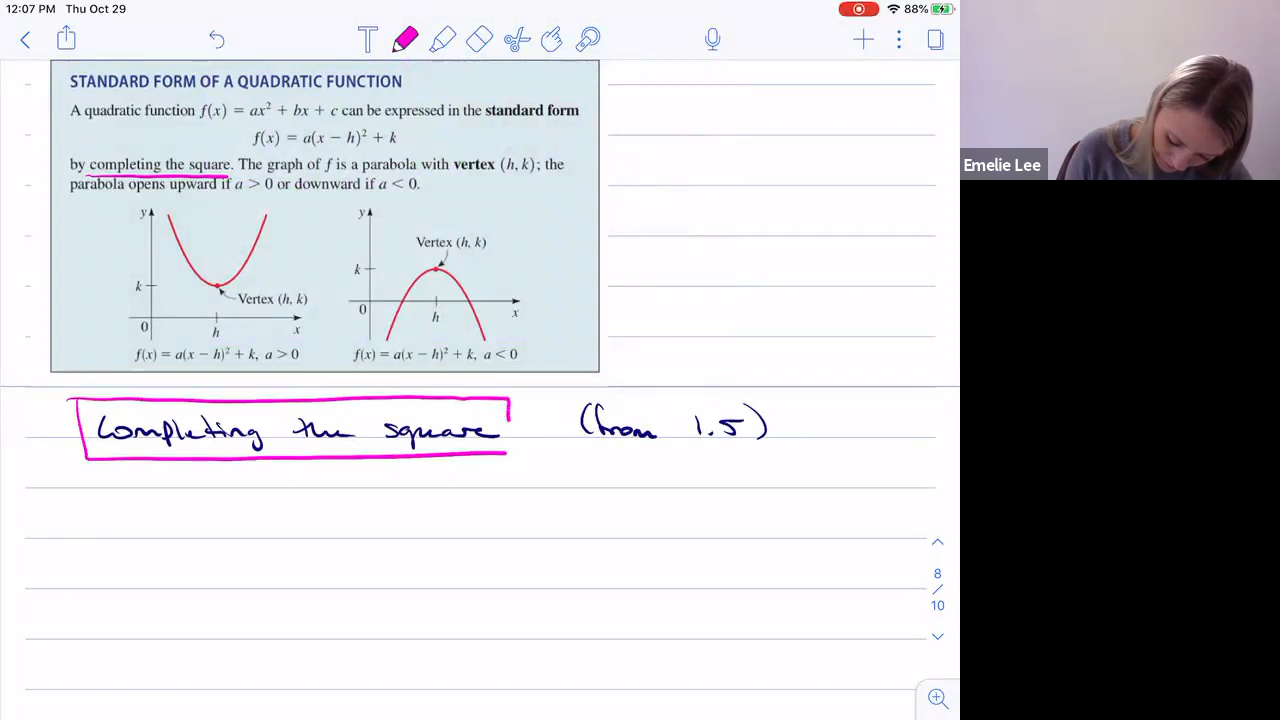 12:07 PM Thu Oct 29
88%
T
STANDARD FORM OF A QUADRATIC FUNCTION
A quadratic function f(x) = ax² + bx + c can be expressed in the standard form
f(x) = a(x − h)² + k
by completing the square. The graph of f is a parabola with vertex (h, k); the
parabola opens upward if a > 0 or downward if a < 0.
y
k
Vertex (h, k)
0
h
x
f(x) = a(x − h)² + k, a > 0
y
Vertex (h, k)
k
0
h
x
f(x) = a(x − h)² + k, a < 0
Completing the square (from 1.5)
8
/
10
Emelie Lee